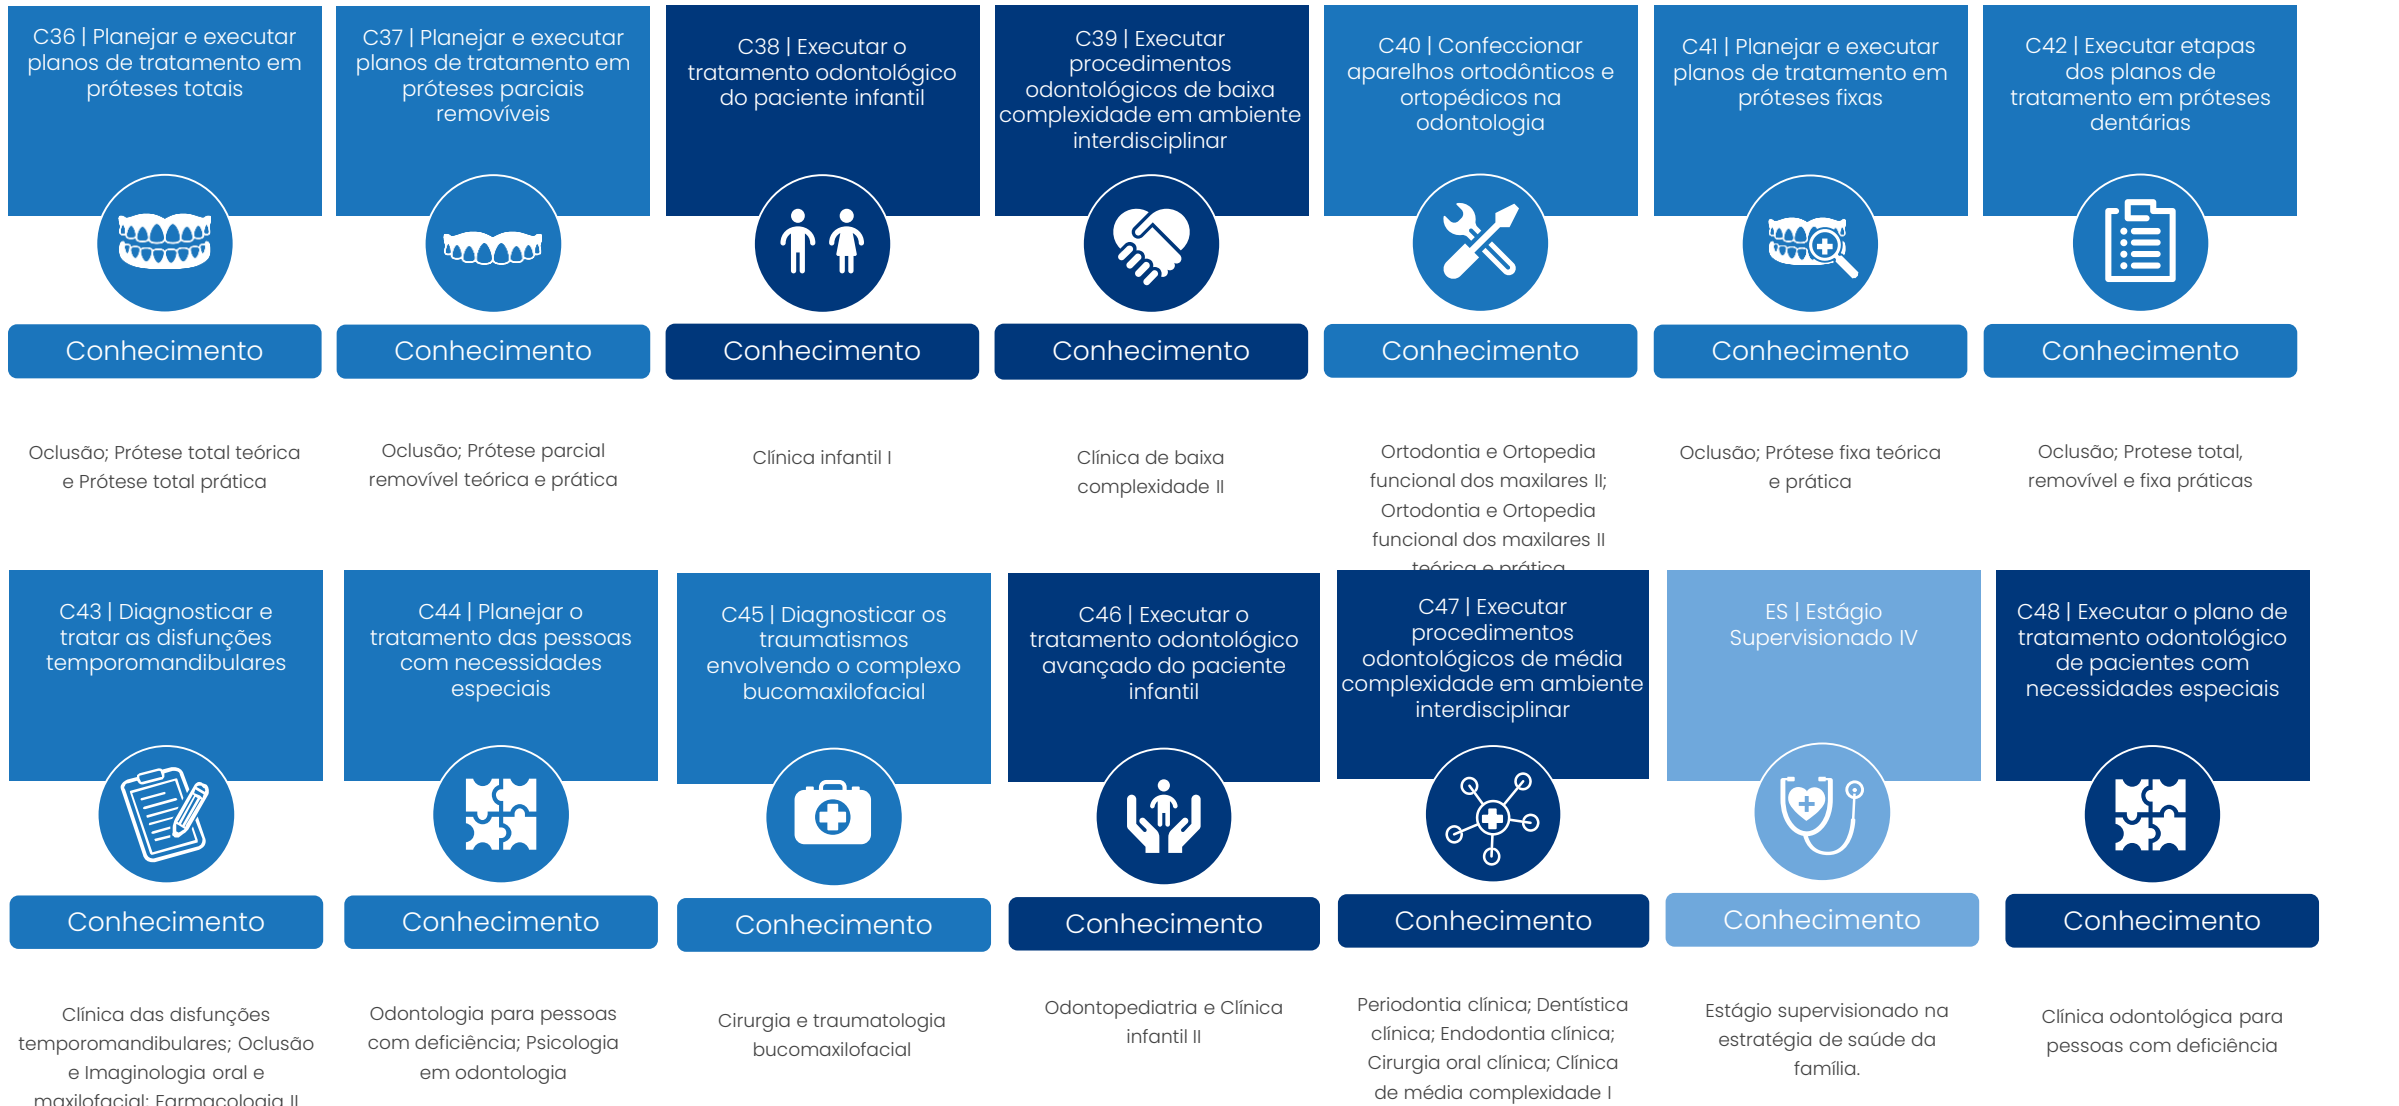 C36 | Planejar e executar
planos de tratamento em
próteses totais
Conhecimento
Oclusão; Prótese total teórica
e Prótese total prática
C37 | Planejar e executar
planos de tratamento em
próteses parciais
removíveis
Conhecimento
Oclusão; Prótese parcial
removível teórica e prática
C38 | Executar o
tratamento odontológico
do paciente infantil
Conhecimento
Clínica infantil I
C39 | Executar
procedimentos
odontológicos de baixa
complexidade em ambiente
interdisciplinar
Conhecimento
Clínica de baixa
complexidade II
C40 | Confeccionar
aparelhos ortodônticos e
ortopédicos na
odontologia
Conhecimento
Ortodontia e Ortopedia
funcional dos maxilares II;
Ortodontia e Ortopedia
funcional dos maxilares II
teórica e prática
C41 | Planejar e executar
planos de tratamento em
próteses fixas
Conhecimento
Oclusão; Prótese fixa teórica
e prática
C42 | Executar etapas
dos planos de
tratamento em próteses
dentárias
Conhecimento
Oclusão; Protese total,
removível e fixa práticas
C43 | Diagnosticar e
tratar as disfunções
temporomandibulares
Conhecimento
Clínica das disfunções
temporomandibulares; Oclusão
e Imaginologia oral e
maxilofacial; Farmacologia II
C44 | Planejar o
tratamento das pessoas
com necessidades
especiais
Conhecimento
Odontologia para pessoas
com deficiência; Psicologia
em odontologia
C45 | Diagnosticar os
traumatismos
envolvendo o complexo
bucomaxilofacial
Conhecimento
Cirurgia e traumatologia
bucomaxilofacial
C46 | Executar o
tratamento odontológico
avançado do paciente
infantil
Conhecimento
Odontopediatria e Clínica
infantil II
C47 | Executar
procedimentos
odontológicos de média
complexidade em ambiente
interdisciplinar
Conhecimento
Periodontia clínica; Dentística
clínica; Endodontia clínica;
Cirurgia oral clínica; Clínica
de média complexidade I
ES | Estágio
Supervisionado IV
Conhecimento
Estágio supervisionado na
estratégia de saúde da
família.
C48 | Executar o plano de
tratamento odontológico
de pacientes com
necessidades especiais
Conhecimento
Clínica odontológica para
pessoas com deficiência